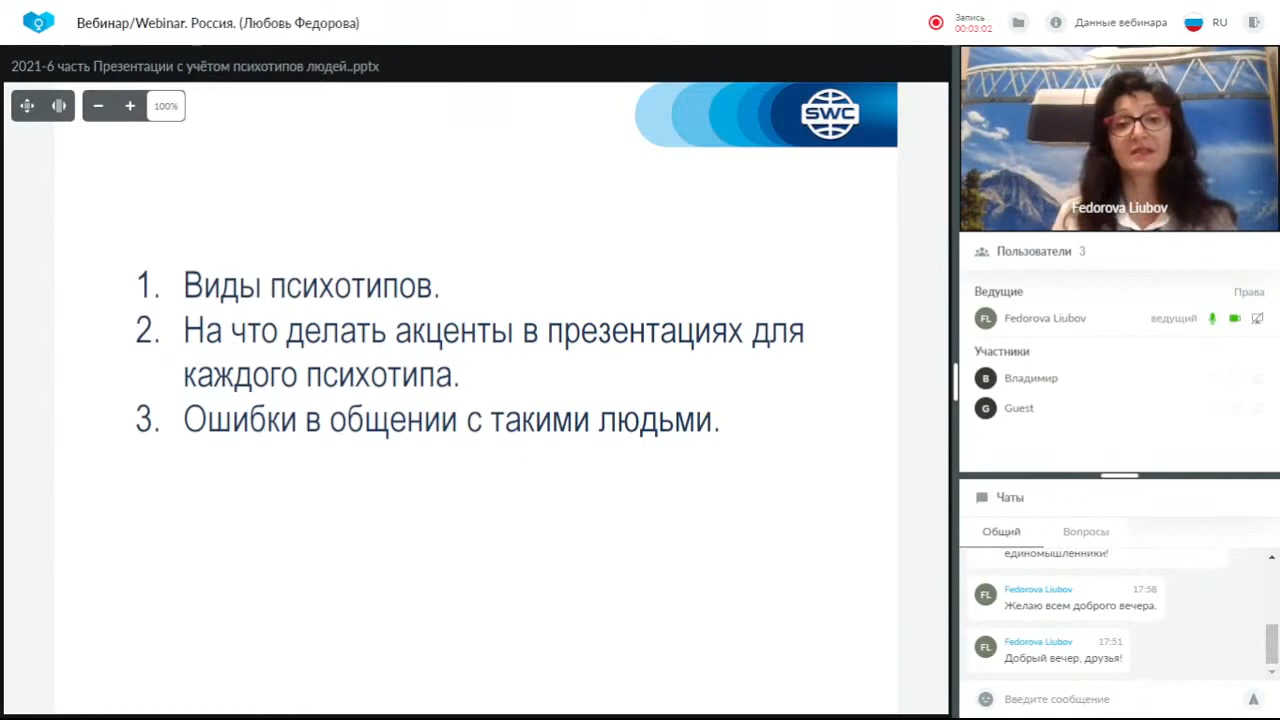 Вебинар/Webinar. Россия. (Любовь Федорова)
Запись
00:03:02
Данные вебинара
RU
2021-6 часть Презентации с учётом психотипов людей..pptx
100%
SWC
1. Виды психотипов.
2. На что делать акценты в презентациях для
каждого психотипа.
3. Ошибки в общении с такими людьми.
Fedorova Liubov
Пользователи 3
Ведущие
Права
FL Fedorova Liubov ведущий
Участники
В Владимир
G Guest
Чаты
Общий
Вопросы
единомышленники!
FL Fedorova Liubov 17:58
Желаю всем доброго вечера.
FL Fedorova Liubov 17:51
Добрый вечер, друзья!
Введите сообщение